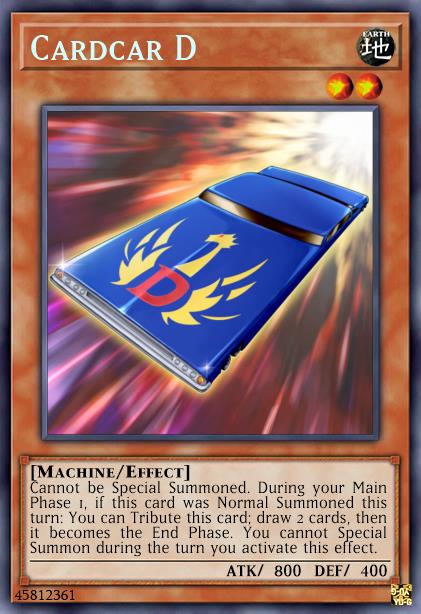 Cardcar D
EARTH
地
D
[Machine/Effect]
Cannot be Special Summoned. During your Main
Phase 1, if this card was Normal Summoned this
turn: You can Tribute this card; draw 2 cards, then
it becomes the End Phase. You cannot Special
Summon during the turn you activate this effect.
ATK/ 800 DEF/ 400
45812361